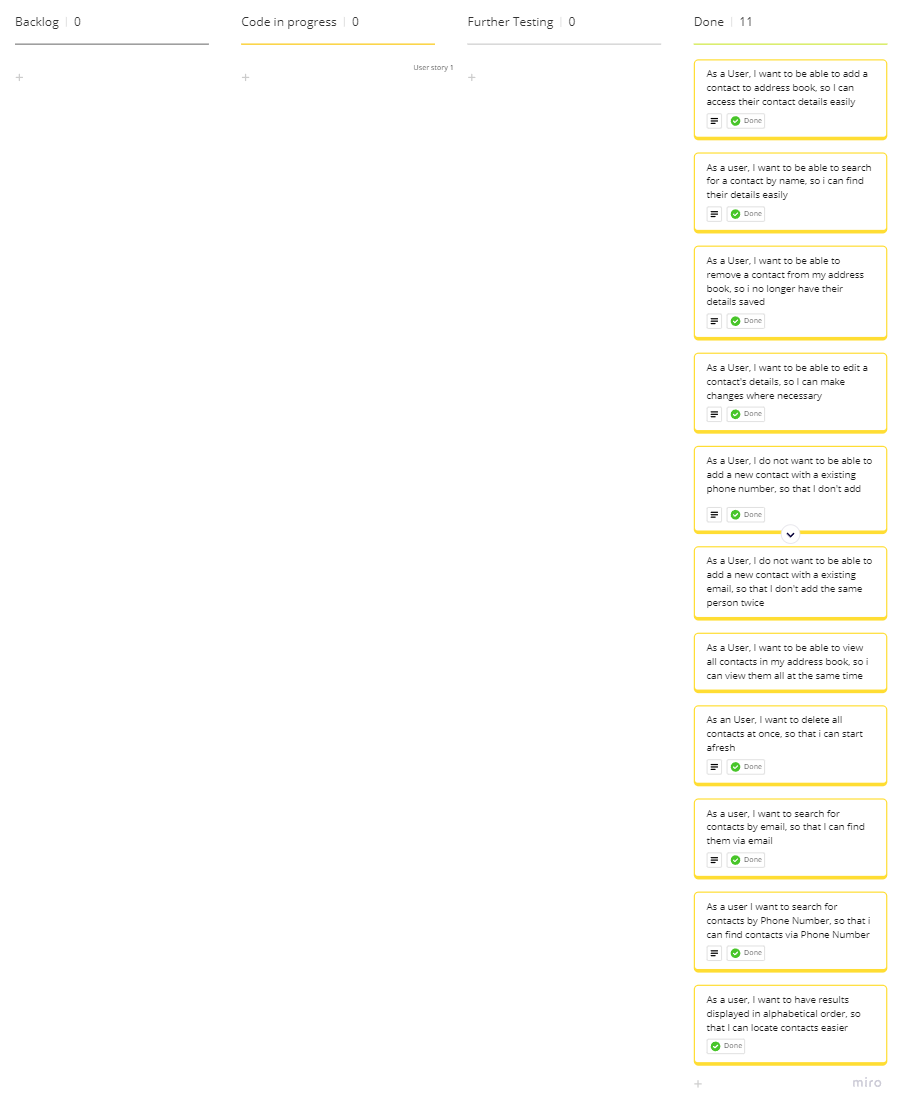 Backlog | 0
Code in progress | 0
Further Testing | 0
Done | 11
+
+
User story 1
+
As a User, I want to be able to add a
contact to address book, so I can
access their contact details easily
Done
As a user, I want to be able to search
for a contact by name, so i can find
their details easily
Done
As a User, I want to be able to
remove a contact from my address
book, so i no longer have their
details saved
Done
As a User, I want to be able to edit a
contact's details, so I can make
changes where necessary
Done
As a User, I do not want to be able to
add a new contact with a existing
phone number, so that I don't add
Done
As a User, I do not want to be able to
add a new contact with a existing
email, so that I don't add the same
person twice
As a User, I want to be able to view
all contacts in my address book, so i
can view them all at the same time
As an User, I want to delete all
contacts at once, so that i can start
afresh
Done
As a user, I want to search for
contacts by email, so that I can find
them via email
Done
As a user I want to search for
contacts by Phone Number, so that i
can find contacts via Phone Number
Done
As a user, I want to have results
displayed in alphabetical order, so
that I can locate contacts easier
Done
+
miro